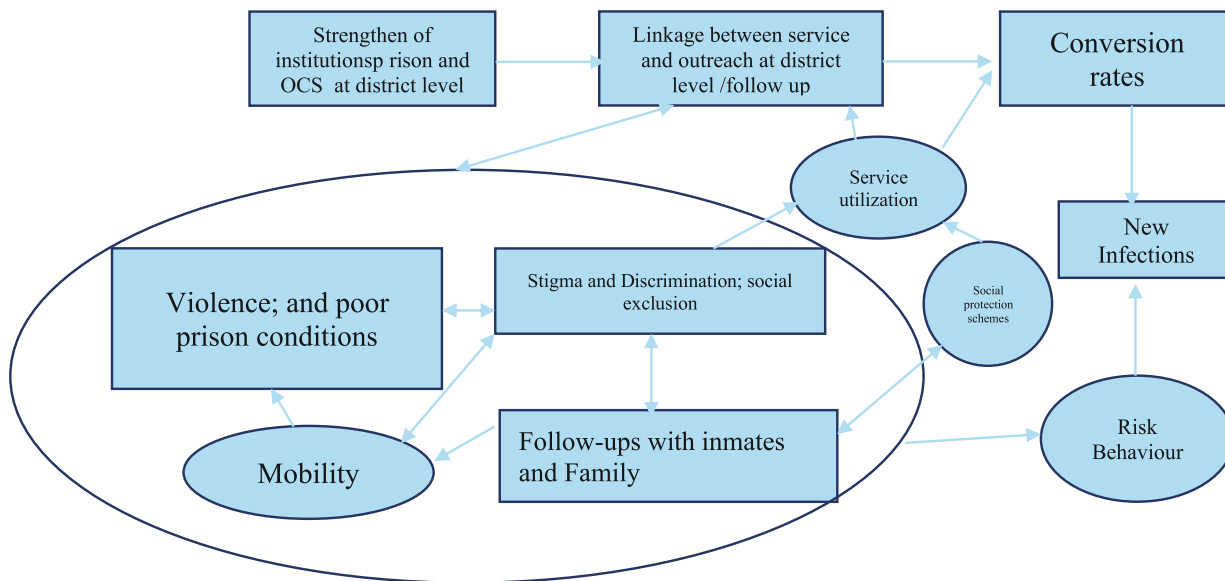 Strengthen of
institutionsp rison and
OCS  at district level
Linkage between service
and outreach at district
level /follow up
Conversion
rates
Service
utilization
New
Infections
Violence; and poor
prison conditions
Stigma and Discrimination; social
exclusion
Social
protection
schemes
Mobility
Follow-ups with inmates
and Family
Risk
Behaviour